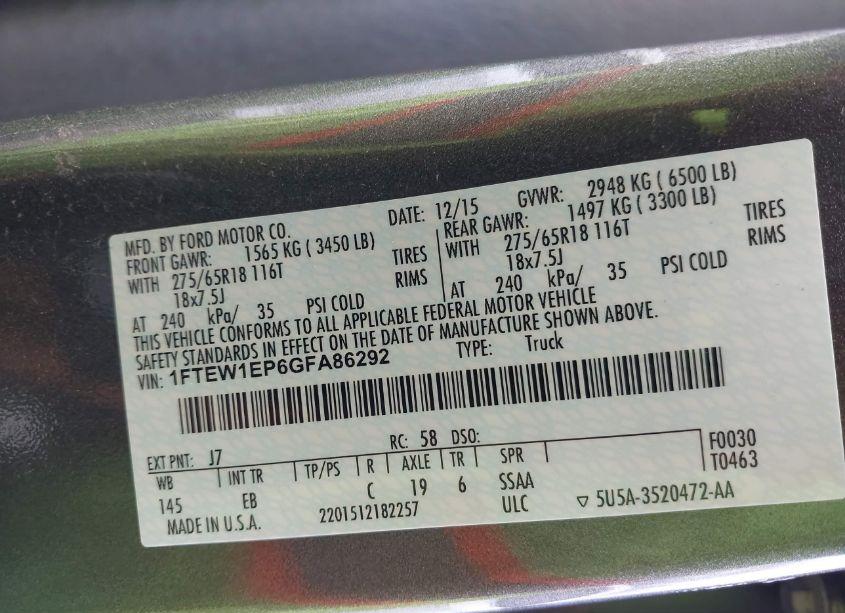 MFD. BY FORD MOTOR CO.
DATE: 12/15 GVWR: 2948 KG ( 6500 LB)
FRONT GAWR: 1565 KG ( 3450 LB)
REAR GAWR: 1497 KG ( 3300 LB)
WITH 275/65R18 116T TIRES
WITH 275/65R18 116T TIRES
18x7.5J RIMS
18x7.5J RIMS
AT 240 kPa/ 35 PSI COLD
AT 240 kPa/ 35 PSI COLD
THIS VEHICLE CONFORMS TO ALL APPLICABLE FEDERAL MOTOR VEHICLE
SAFETY STANDARDS IN EFFECT ON THE DATE OF MANUFACTURE SHOWN ABOVE.
VIN: 1FTEW1EP6GFA86292 TYPE: Truck
EXT PNT: J7 RC: 58 DSO: F0030
WB INT TR TP/PS R AXLE TR SPR T0463
145 EB C 19 6 SSAA
MADE IN U.S.A. 2201512182257 ULC ▽ 5U5A-3520472-AA